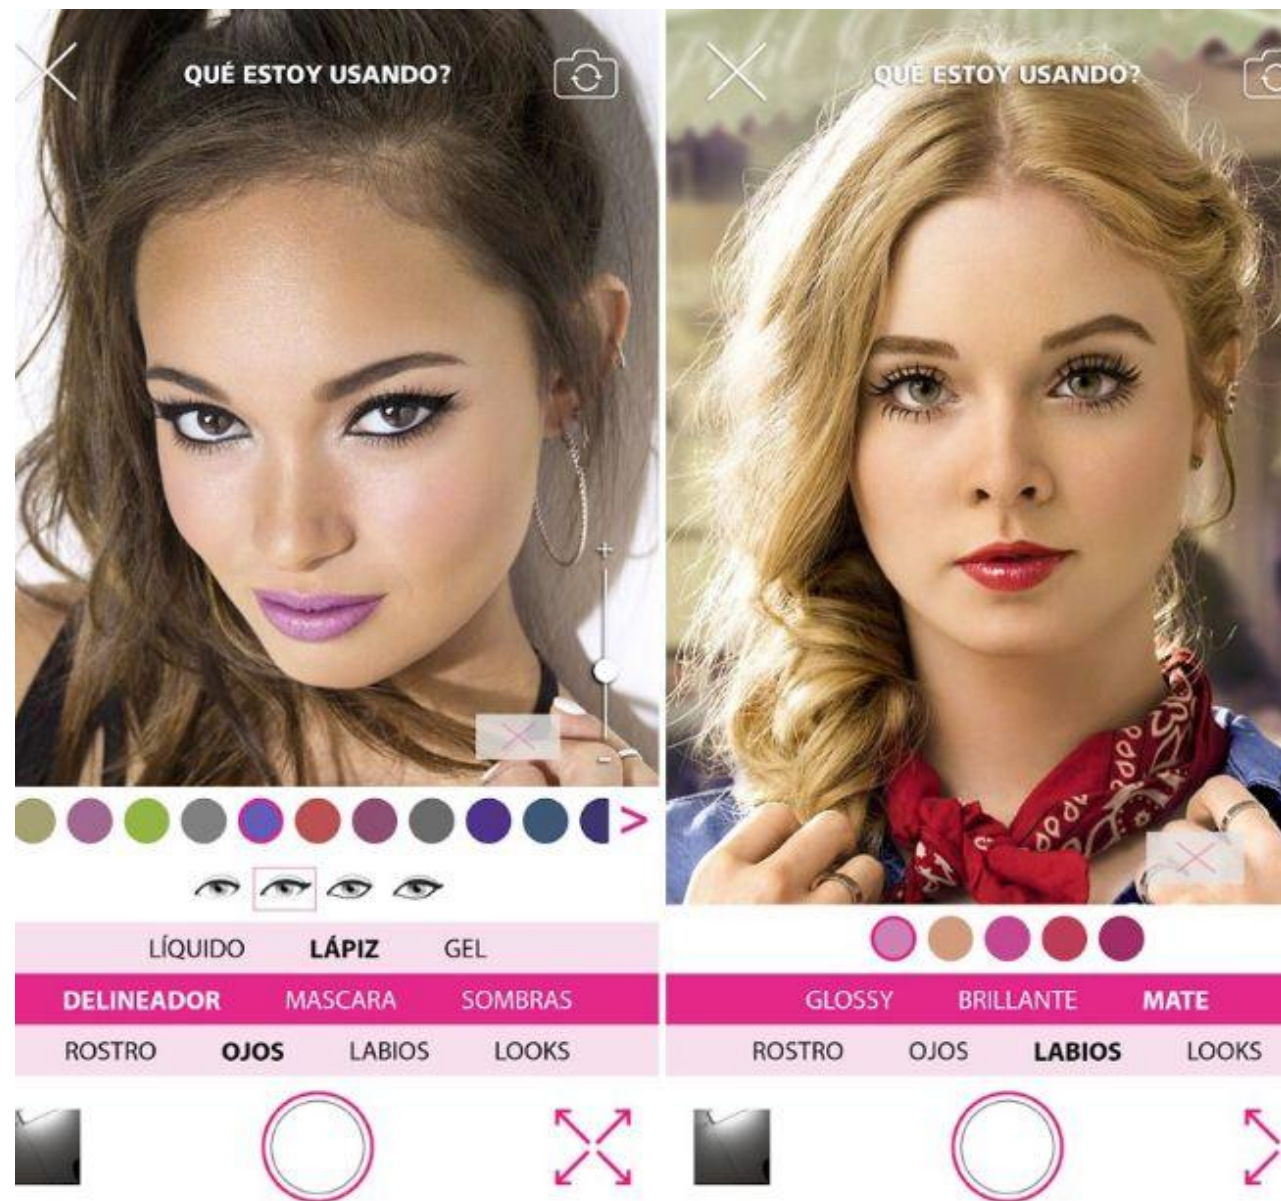 QUÉ ESTOY USANDO?
LÍQUIDO LÁPIZ GEL
DELINEADOR MASCARA SOMBRAS
ROSTRO OJOS LABIOS LOOKS
QUÉ ESTOY USANDO?
GLOSSY BRILLANTE MATE
ROSTRO OJOS LABIOS LOOKS